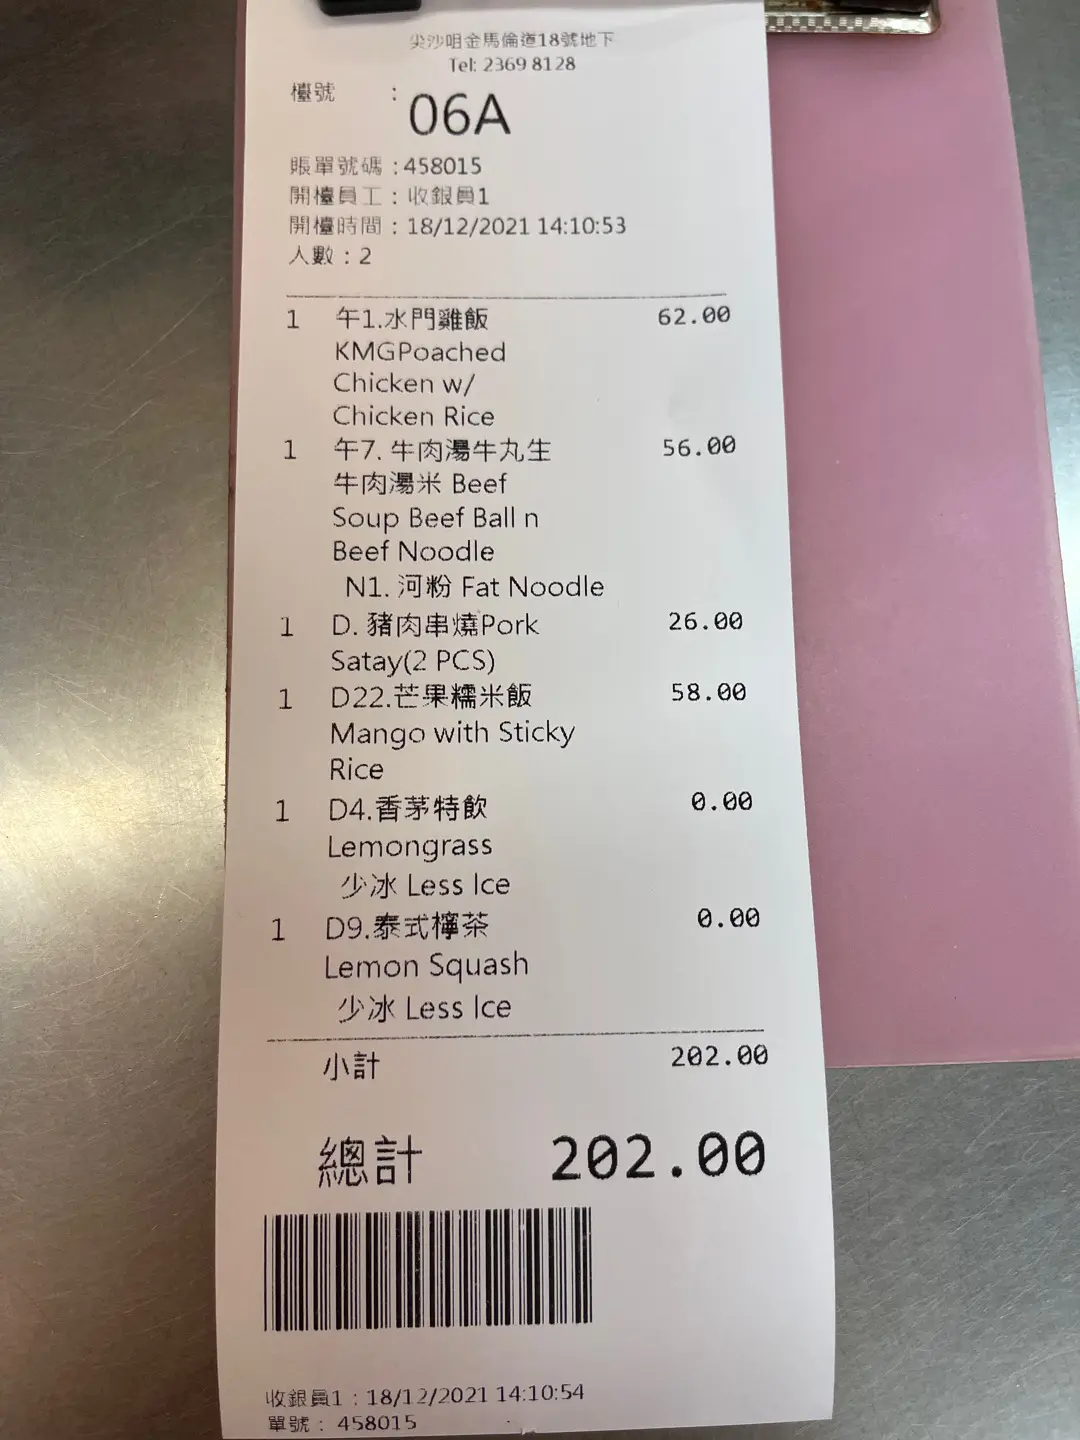 尖沙咀金馬倫道18號地下
Tel: 2369 8128
檯號 : 06A
賬單號碼 : 458015
開檯員工 : 收銀員1
開檯時間 : 18/12/2021 14:10:53
人數 : 2
1 午1.水門雞飯 62.00
KMGPoached
Chicken w/
Chicken Rice
1 午7. 牛肉湯牛丸生 56.00
牛肉湯米 Beef
Soup Beef Ball n
Beef Noodle
N1. 河粉 Fat Noodle
1 D. 豬肉串燒Pork 26.00
Satay(2 PCS)
1 D22.芒果糯米飯 58.00
Mango with Sticky
Rice
1 D4.香茅特飲 0.00
Lemongrass
少冰 Less Ice
1 D9.泰式檸茶 0.00
Lemon Squash
少冰 Less Ice
小計 202.00
總計 202.00
收銀員1 : 18/12/2021 14:10:54
單號 : 458015